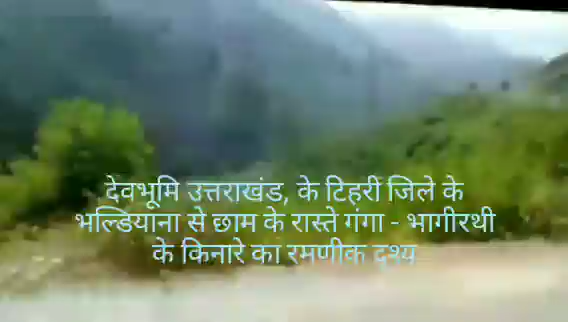 देवभूमि उत्तराखंड, के टिहरी जिले के
भल्डियाना से छाम के रास्ते गंगा - भागीरथी
के किनारे का रमणीक दृश्य